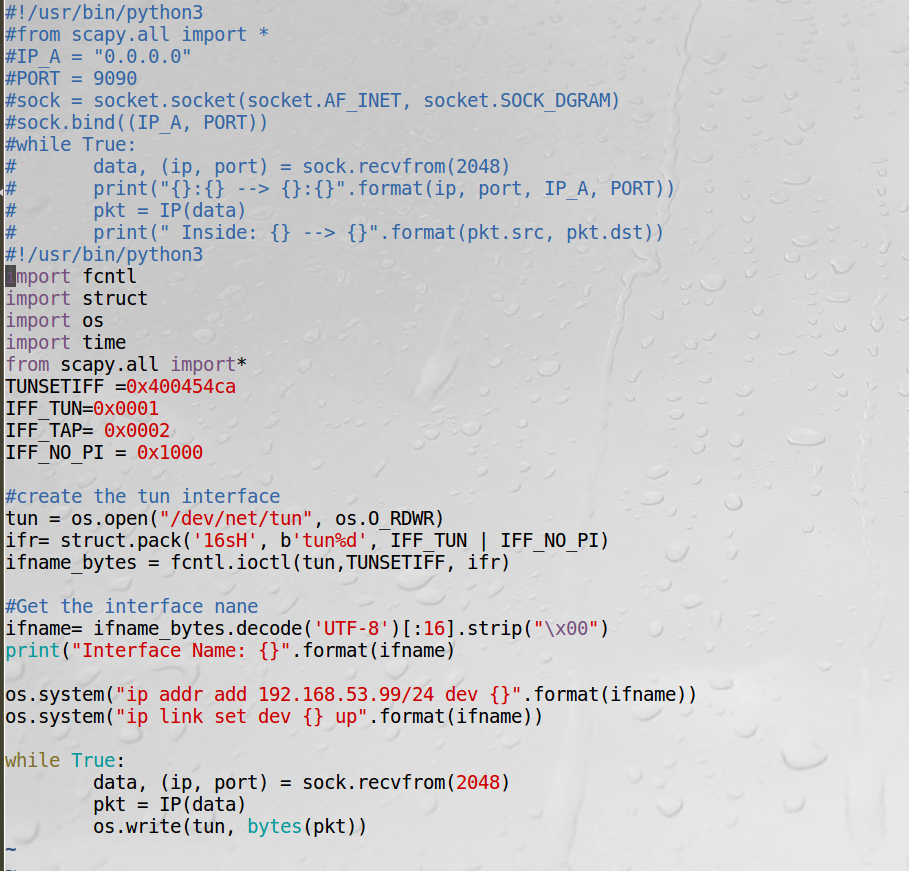 #!/usr/bin/python3
#from scapy.all import *
#IP_A = "0.0.0.0"
#PORT = 9090
#sock = socket.socket(socket.AF_INET, socket.SOCK_DGRAM)
#sock.bind((IP_A, PORT))
#while True:
#       data, (ip, port) = sock.recvfrom(2048)
#       print("{}:{} --> {}:{}".format(ip, port, IP_A, PORT))
#       pkt = IP(data)
#       print(" Inside: {} --> {}".format(pkt.src, pkt.dst))
#!/usr/bin/python3
import fcntl
import struct
import os
import time
from scapy.all import*
TUNSETIFF =0x400454ca
IFF_TUN=0x0001
IFF_TAP= 0x0002
IFF_NO_PI = 0x1000

#create the tun interface
tun = os.open("/dev/net/tun", os.O_RDWR)
ifr= struct.pack('16sH', b'tun%d', IFF_TUN | IFF_NO_PI)
ifname_bytes = fcntl.ioctl(tun,TUNSETIFF, ifr)

#Get the interface nane
ifname= ifname_bytes.decode('UTF-8')[:16].strip("\x00")
print("Interface Name: {}".format(ifname)

os.system("ip addr add 192.168.53.99/24 dev {}".format(ifname))
os.system("ip link set dev {} up".format(ifname))

while True:
        data, (ip, port) = sock.recvfrom(2048)
        pkt = IP(data)
        os.write(tun, bytes(pkt))
~
~